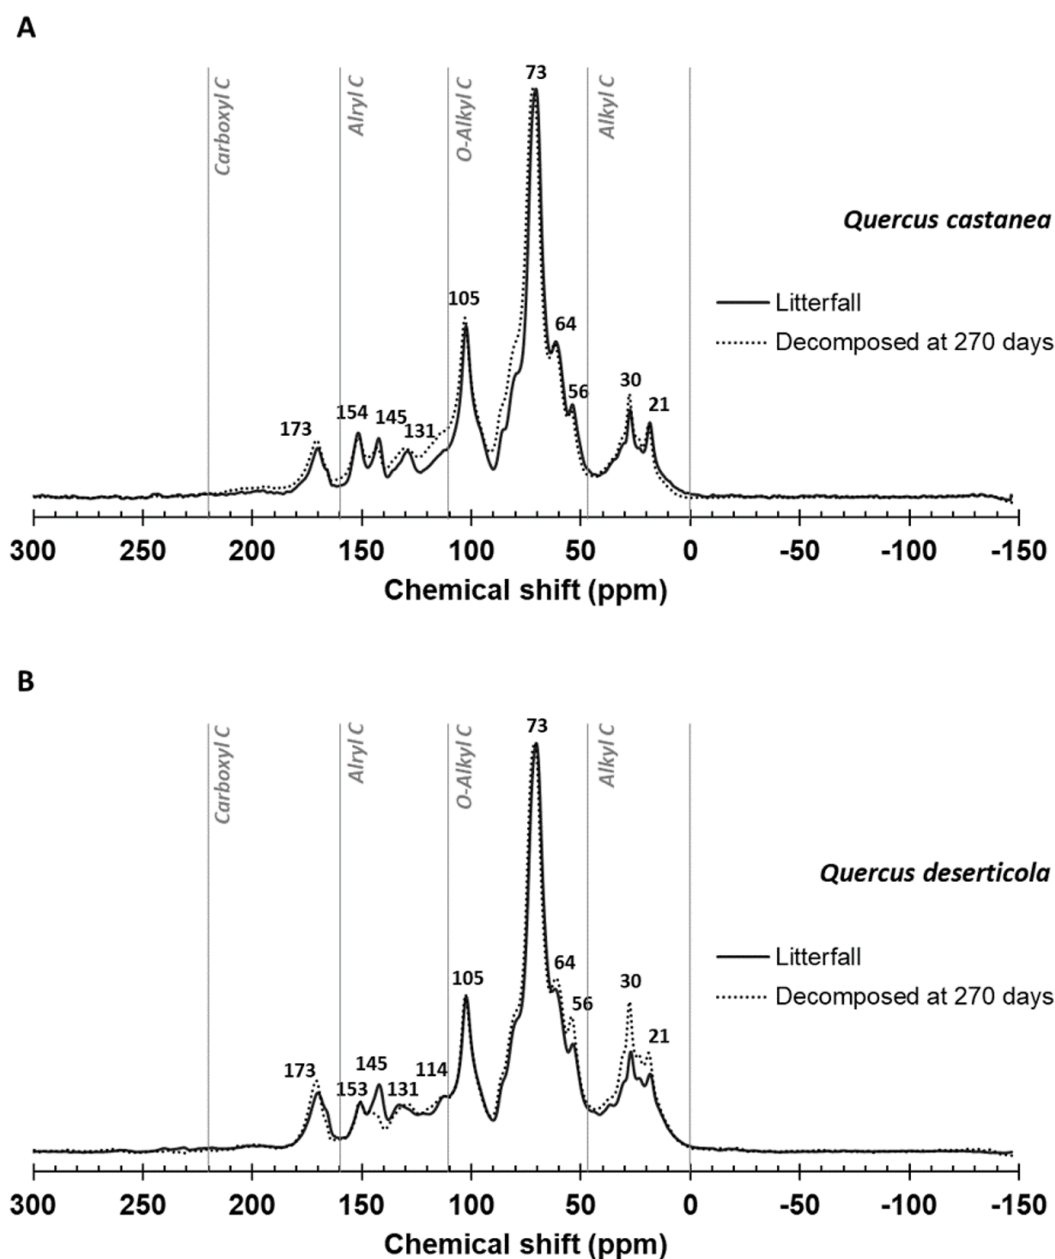 A
73
Carboxyl C
Alryl C
O-Alkyl C
Alkyl C
Quercus castanea
105
Litterfall
64
Decomposed at 270 days
56
30
21
173
154
145
131
300 250 200 150 100 50 0 -50 -100 -150
Chemical shift (ppm)
B
73
Carboxyl C
Alryl C
O-Alkyl C
Alkyl C
Quercus deserticola
105
Litterfall
64
Decomposed at 270 days
56
30
21
173
153
145
131
114
300 250 200 150 100 50 0 -50 -100 -150
Chemical shift (ppm)